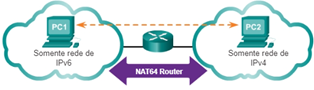 PC1
PC2
Somente rede de
IPv6
Somente rede de
IPv4
NAT64 Router